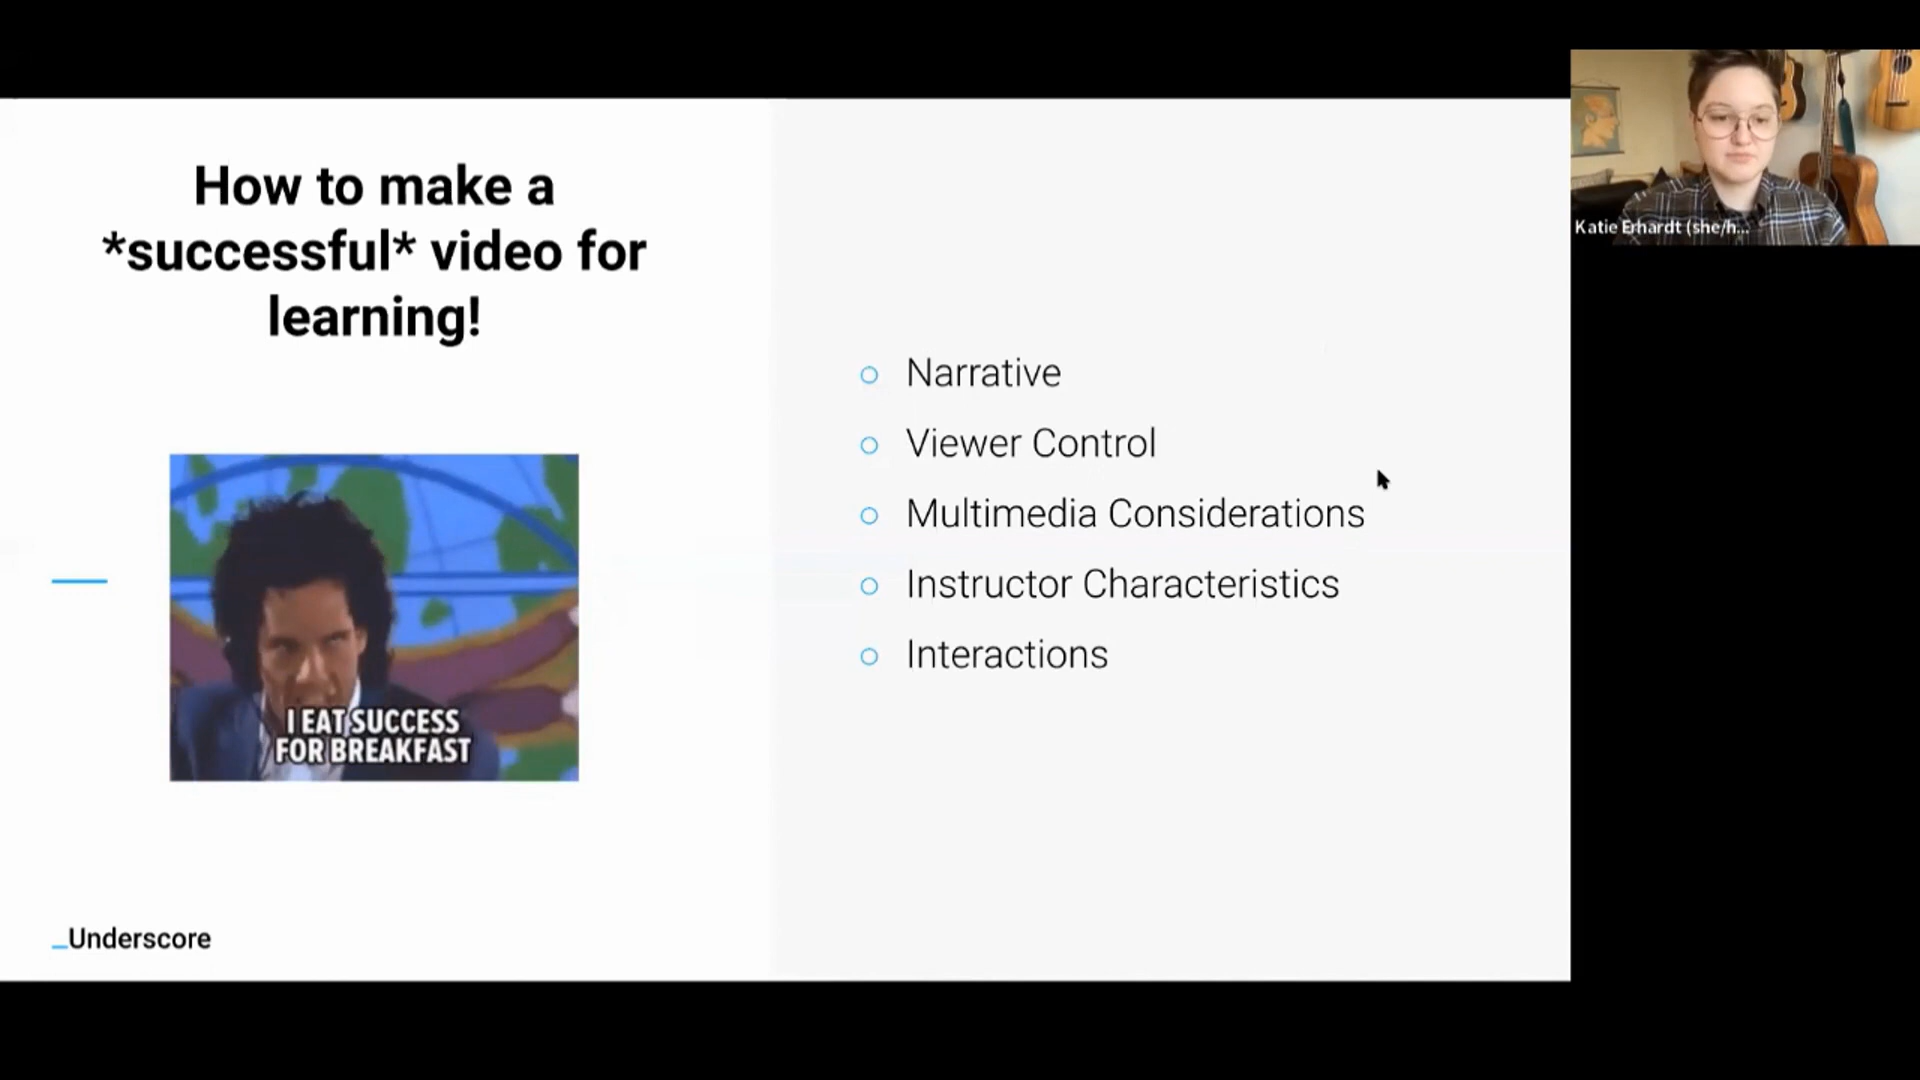 How to make a
*successful* video for
learning!
I EAT SUCCESS
FOR BREAKFAST
_Underscore
Narrative
Viewer Control
Multimedia Considerations
Instructor Characteristics
Interactions
Katie Erhardt (she/h...